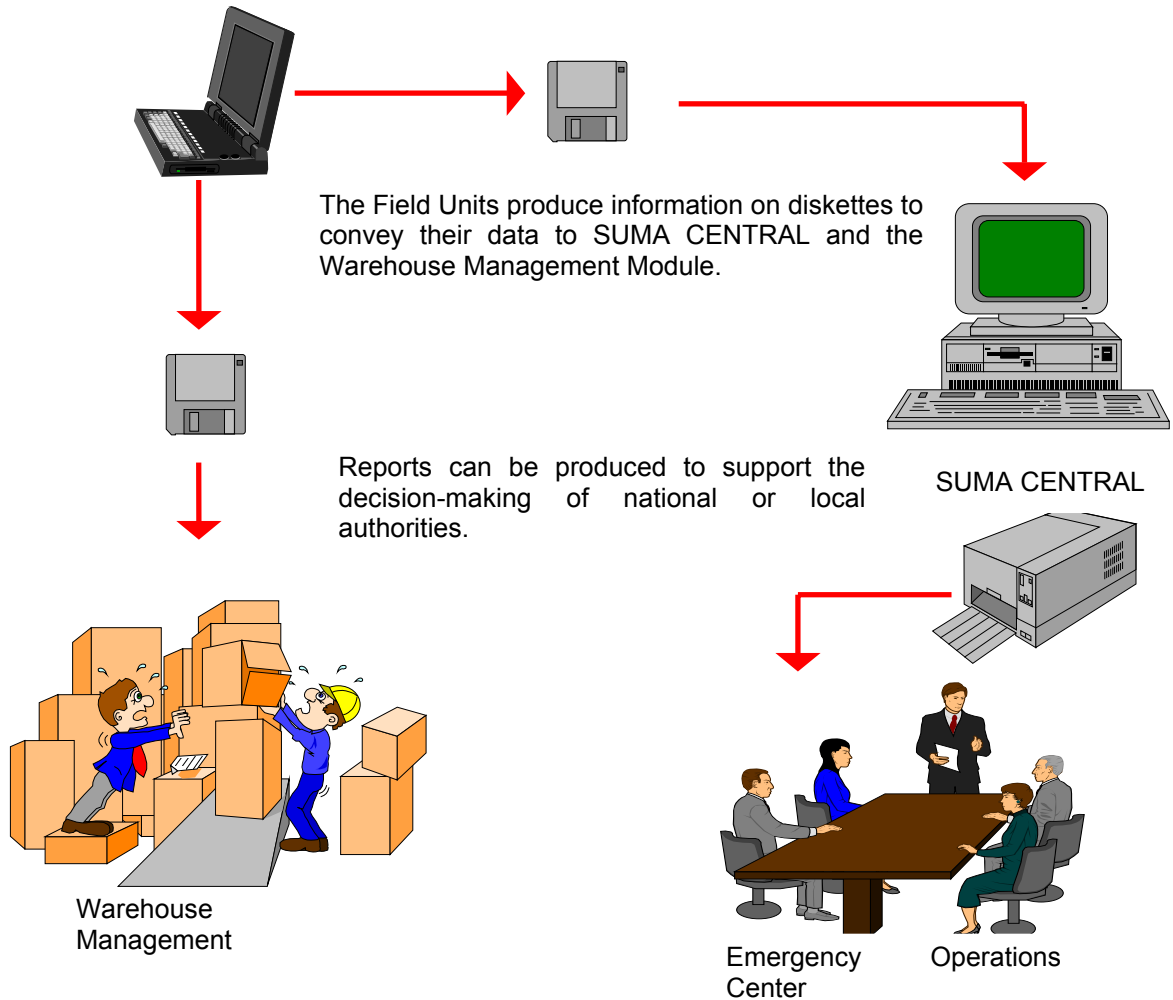 The Field Units produce information on diskettes to
convey their data to SUMA CENTRAL and the
Warehouse Management Module.
Reports can be produced to support the
decision-making of national or local
authorities.
SUMA CENTRAL
Warehouse
Management
Emergency Operations
Center